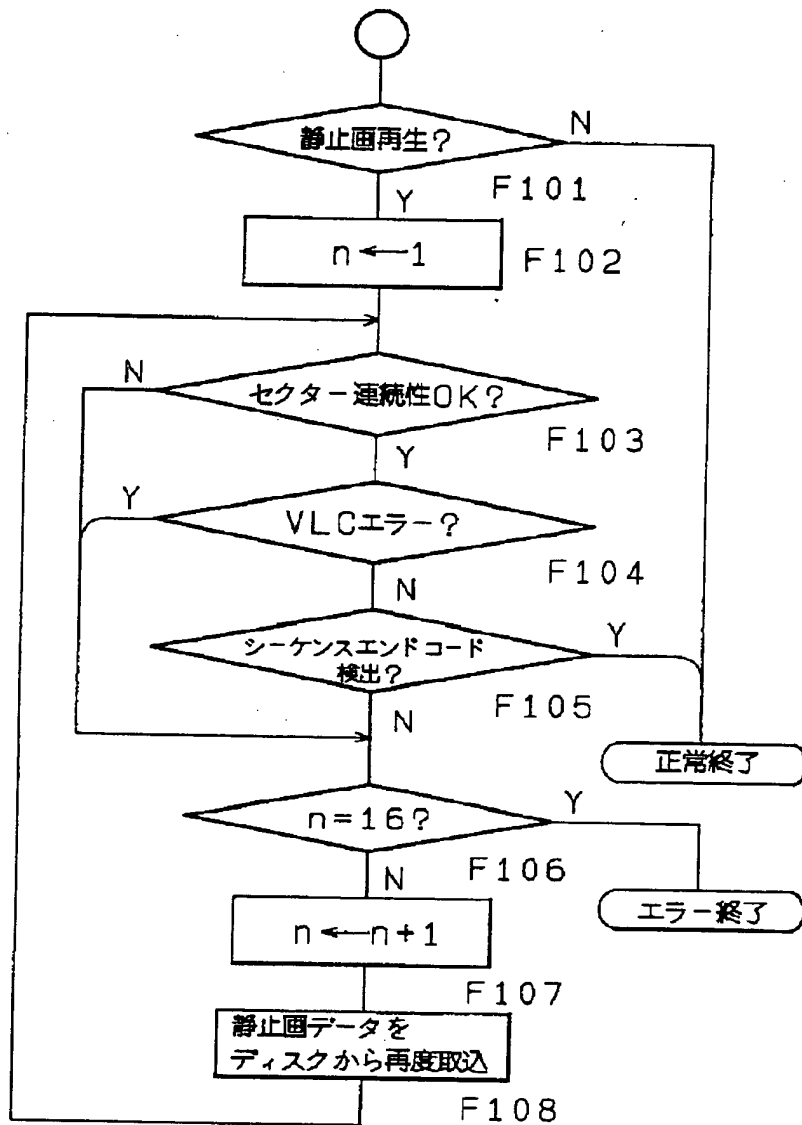 静止画再生?
N
F101
Y
n←1
F102
N
セクター連続性OK?
F103
Y
Y
VLCエラー?
F104
N
シーケンスエンドコード
検出?
Y
F105
N
正常終了
n=16?
Y
F106
N
エラー終了
n←n+1
F107
静止画データを
ディスクから再度取込
F108